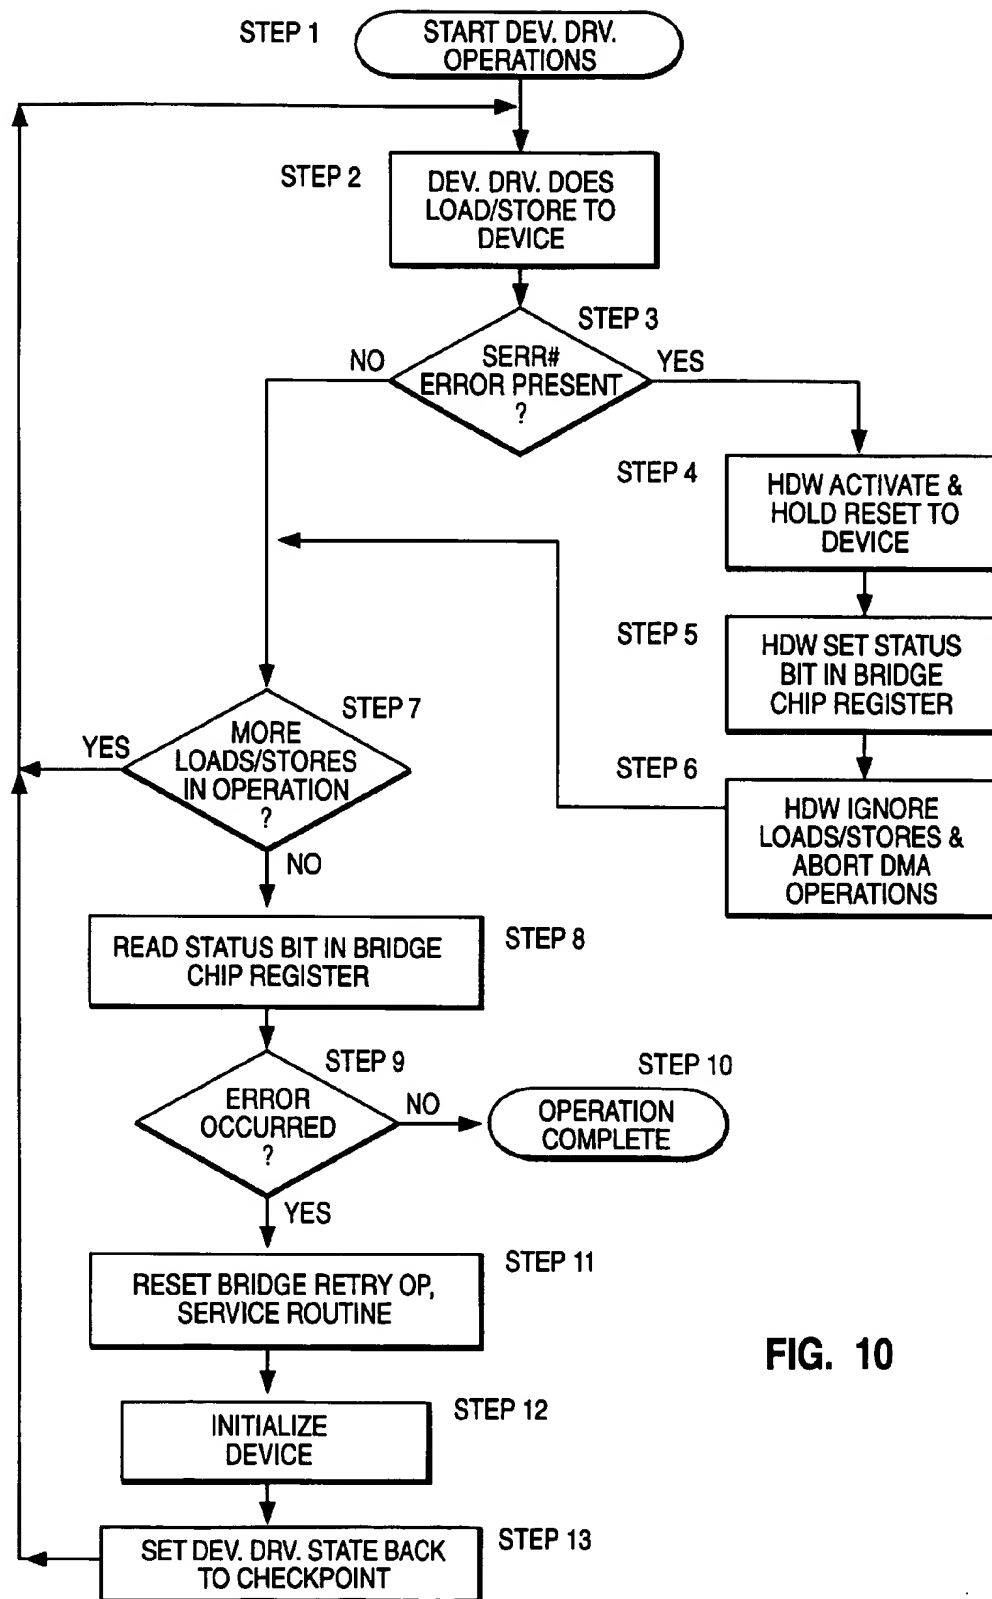 STEP 1
START DEV. DRV.
OPERATIONS
STEP 2
DEV. DRV. DOES
LOAD/STORE TO
DEVICE
STEP 3
NO
SERR#
ERROR PRESENT
?
YES
STEP 4
HDW ACTIVATE &
HOLD RESET TO
DEVICE
STEP 5
HDW SET STATUS
BIT IN BRIDGE
CHIP REGISTER
STEP 6
HDW IGNORE
LOADS/STORES &
ABORT DMA
OPERATIONS
STEP 7
YES
MORE
LOADS/STORES
IN OPERATION
?
NO
STEP 8
READ STATUS BIT IN BRIDGE
CHIP REGISTER
STEP 9
ERROR
OCCURRED
?
NO
STEP 10
OPERATION
COMPLETE
YES
STEP 11
RESET BRIDGE RETRY OP,
SERVICE ROUTINE
STEP 12
INITIALIZE
DEVICE
STEP 13
SET DEV. DRV. STATE BACK
TO CHECKPOINT
FIG. 10